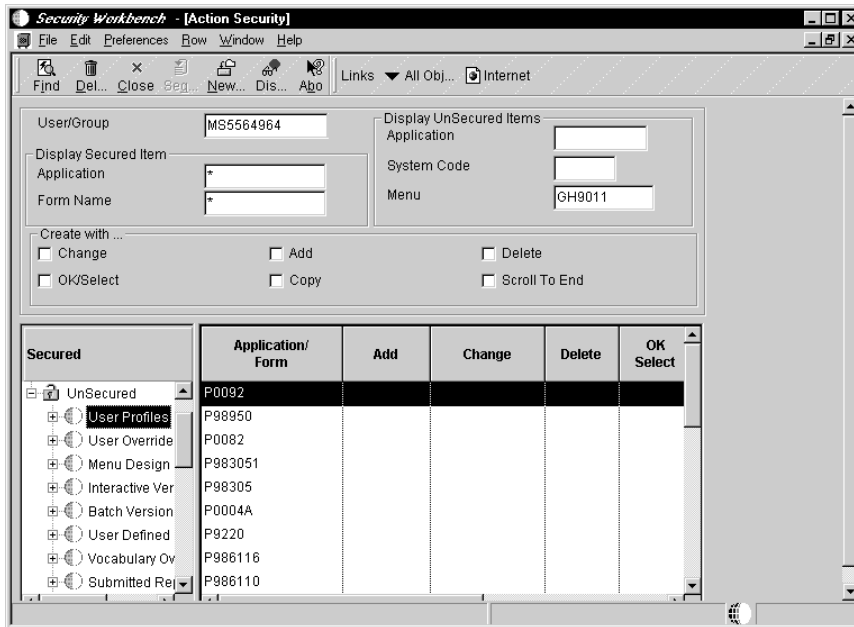 Security Workbench - [Action Security]
File Edit Preferences Row Window Help
Find Del... Close Seq... New... Dis... Abo Links All Obj... Internet
User/Group MS5564964
Display Secured Item
Application *
Form Name *
Display UnSecured Items
Application
System Code
Menu GH9011
Create with ...
Change Add Delete
OK/Select Copy Scroll To End
Secured Application/ Form Add Change Delete OK Select
UnSecured P0092
User Profiles P98950
User Override P0082
Menu Design P983051
Interactive Ver P98305
Batch Version P0004A
User Defined P9220
Vocabulary Ov P986116
Submitted Rep P986110